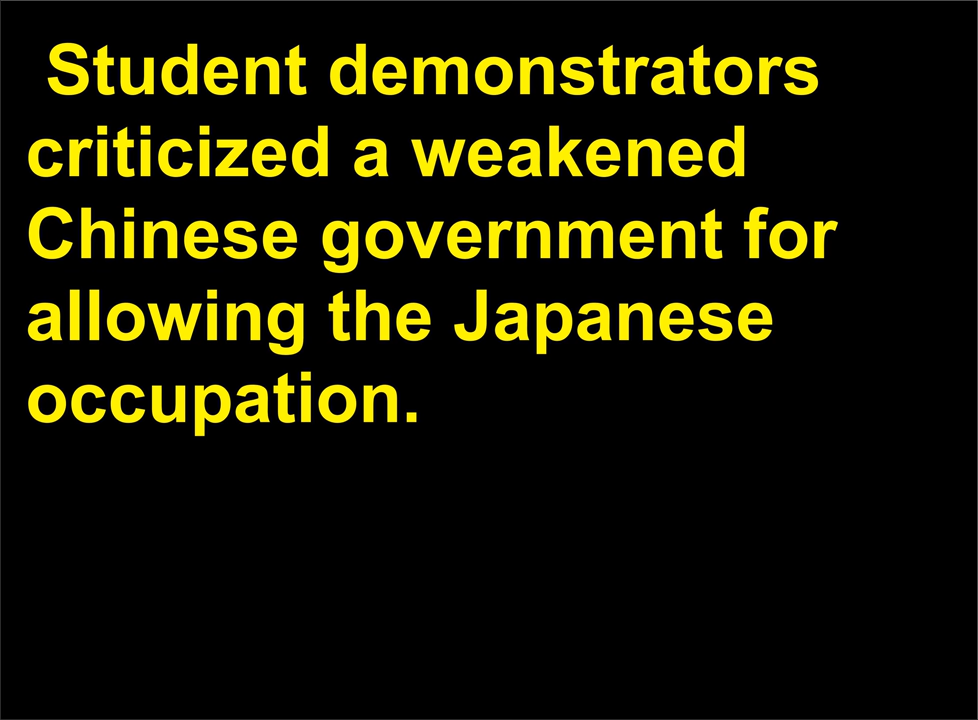 Student demonstrators
criticized a weakened
Chinese government for
allowing the Japanese
occupation.